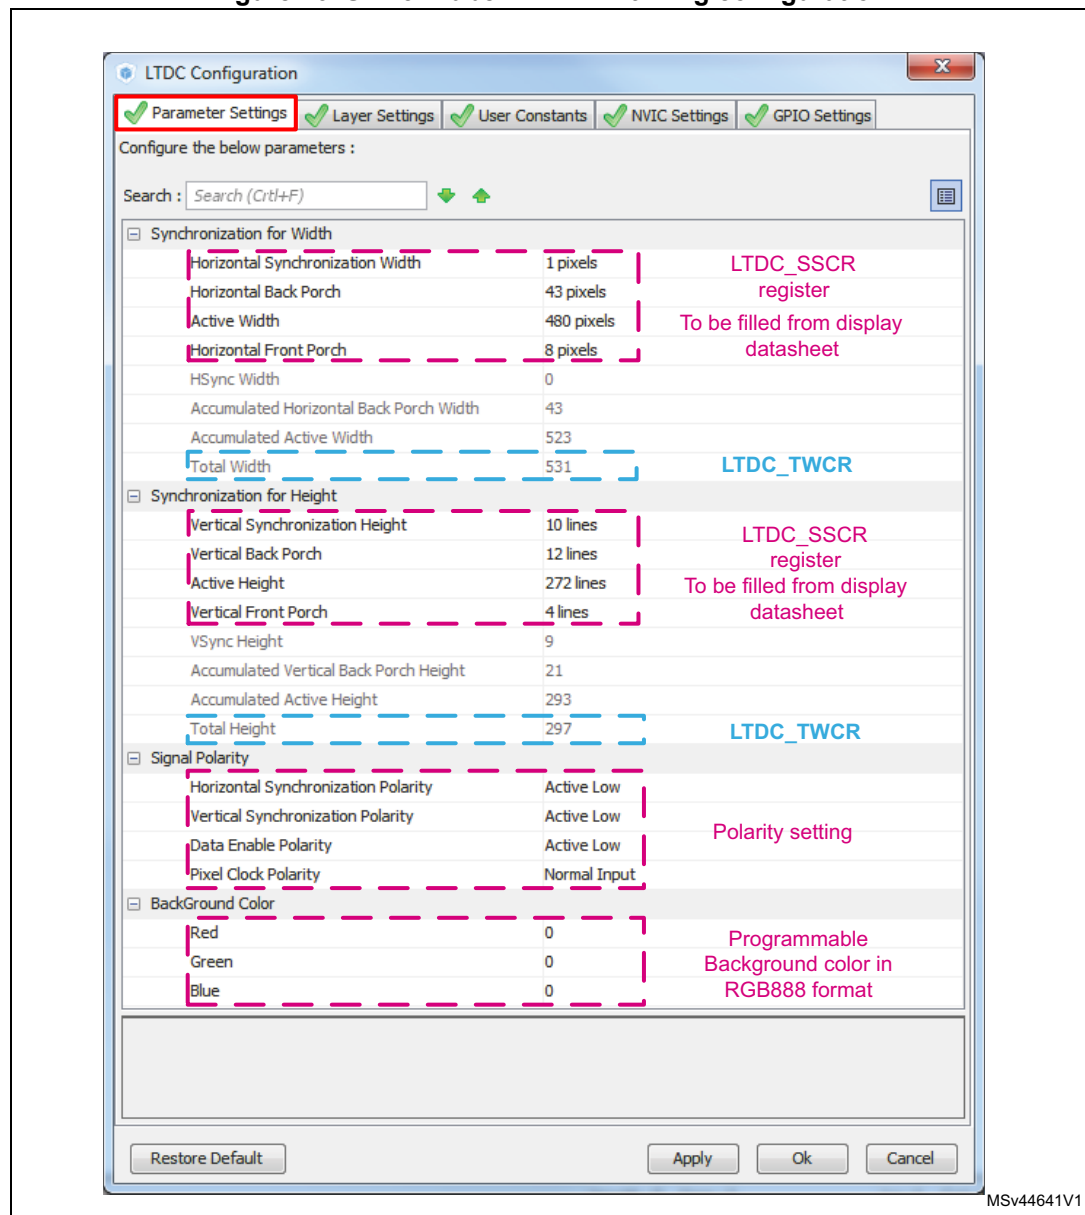 LTDC Configuration
x
Parameter Settings Layer Settings User Constants NVIC Settings GPIO Settings
Configure the below parameters :
Search : Search (Crtl+F)
Synchronization for Width
Horizontal Synchronization Width 1 pixels
Horizontal Back Porch 43 pixels
Active Width 480 pixels
Horizontal Front Porch 8 pixels
LTDC_SSCR
register
To be filled from display
datasheet
HSync Width 0
Accumulated Horizontal Back Porch Width 43
Accumulated Active Width 523
Total Width 531 LTDC_TWCR
Synchronization for Height
Vertical Synchronization Height 10 lines
Vertical Back Porch 12 lines
Active Height 272 lines
Vertical Front Porch 4 lines
LTDC_SSCR
register
To be filled from display
datasheet
VSync Height 9
Accumulated Vertical Back Porch Height 21
Accumulated Active Height 293
Total Height 297 LTDC_TWCR
Signal Polarity
Horizontal Synchronization Polarity Active Low
Vertical Synchronization Polarity Active Low
Data Enable Polarity Active Low
Pixel Clock Polarity Normal Input
Polarity setting
BackGround Color
Red 0
Green 0
Blue 0
Programmable
Background color in
RGB888 format
Restore Default Apply Ok Cancel
MSv44641V1